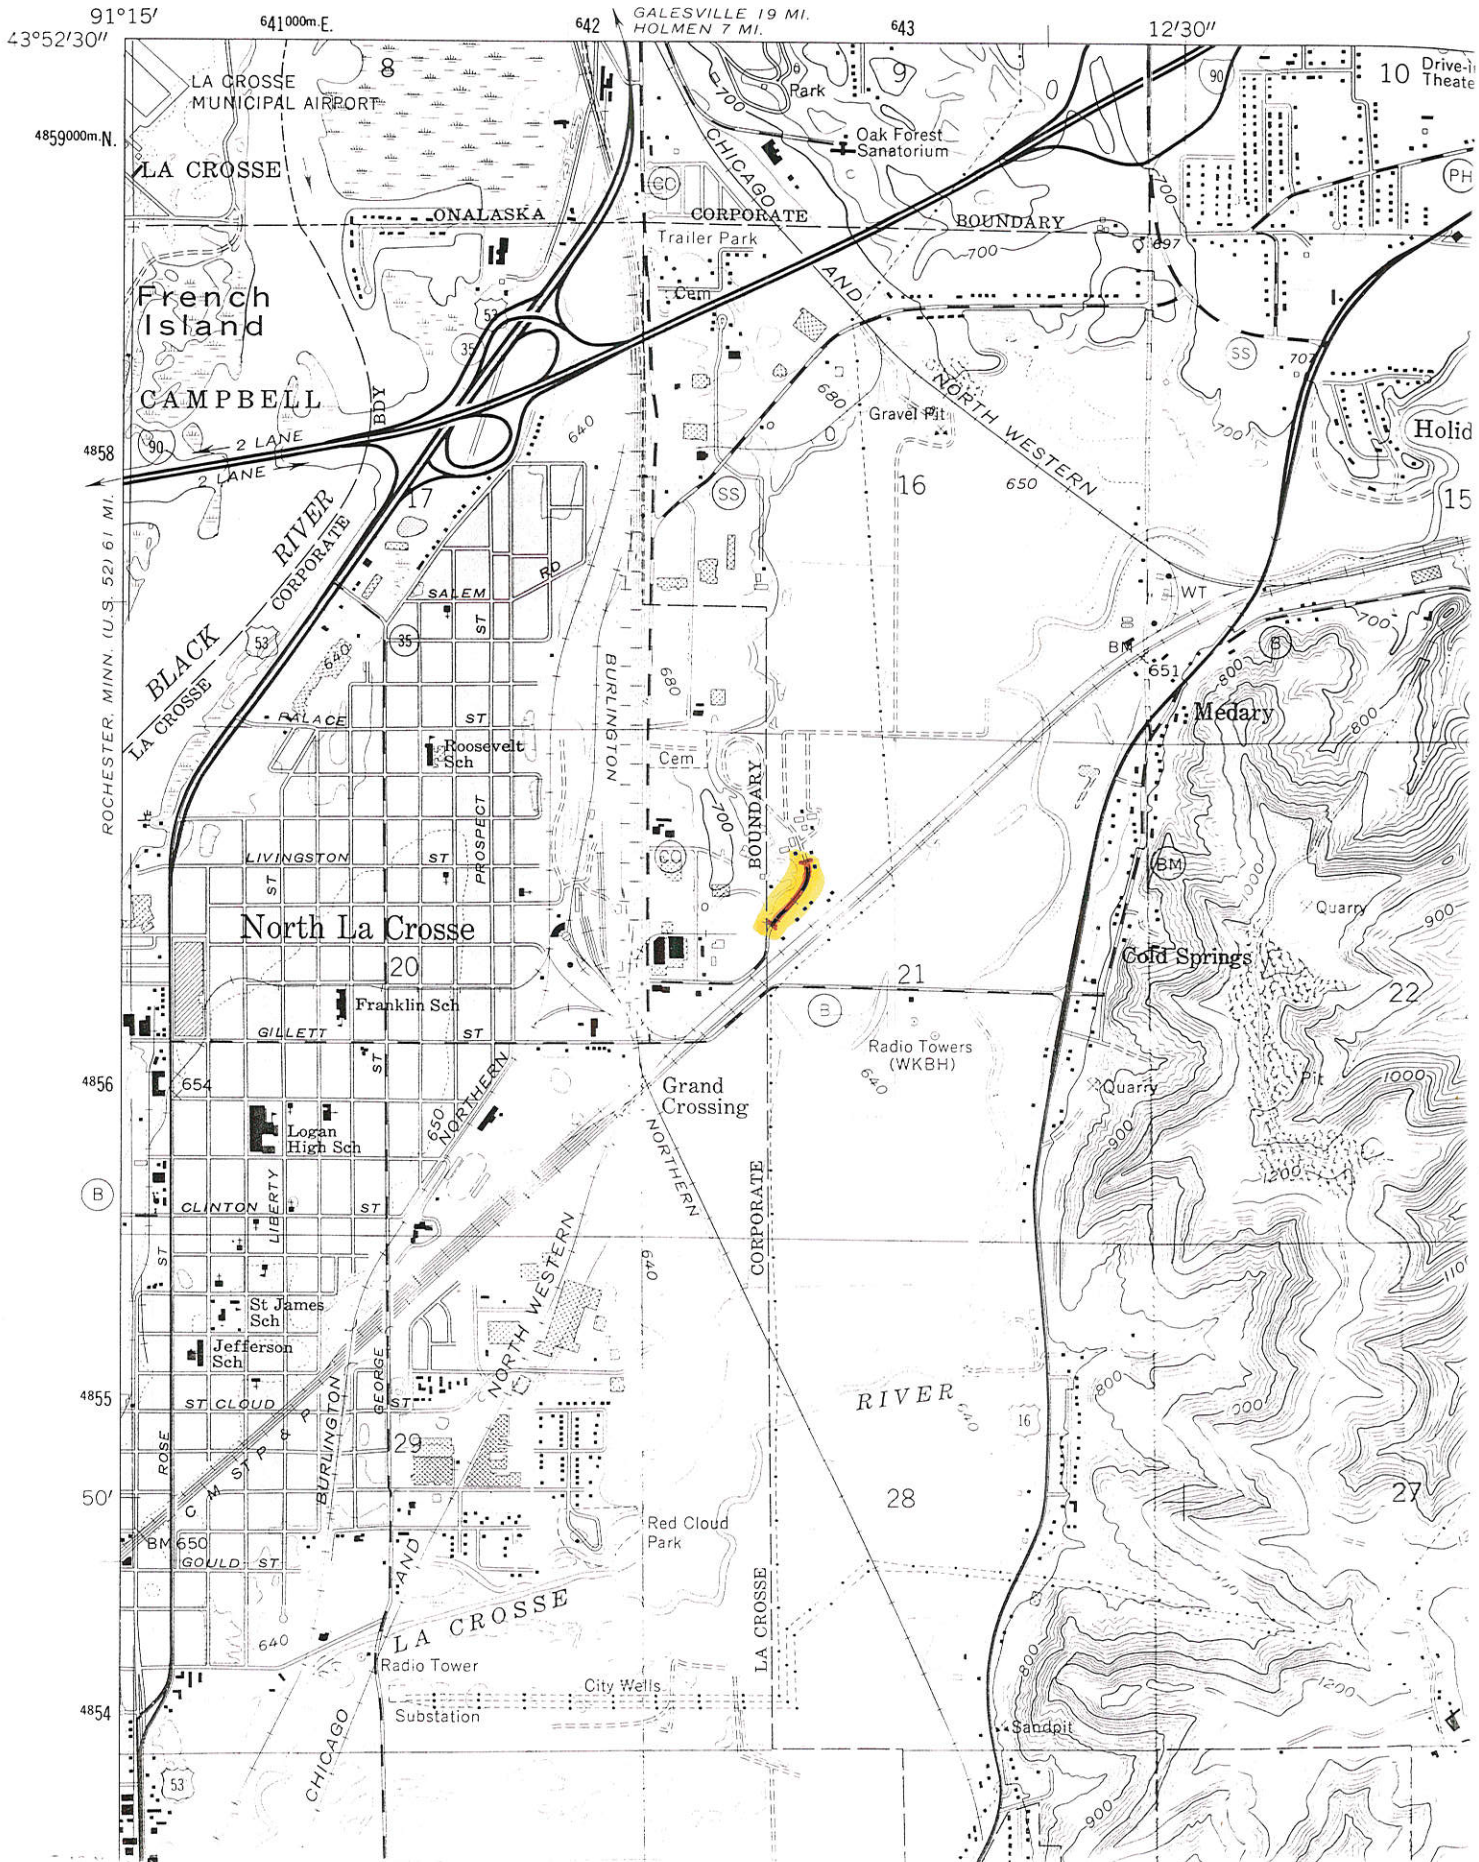 91°15'
641000m.E.
642
GALESVILLE 19 MI.
HOLMEN 7 MI.
643
12'30"
43°52'30"
8
9
90
10
Drive-i
Theate
LA CROSSE
MUNICIPAL AIRPORT
700
Park
4859000m.N.
CHICAGO
Oak Forest
Sanatorium
LA CROSSE
CO
700
PH
ONALASKA
CORPORATE
BOUNDARY
Trailer Park
700
697
French
Island
AND
Cem
53
35
SS
707
CAMPBELL
BDY
680
NORTH WESTERN
Gravel Pit
90
2 LANE
2 LANE
640
700
Holid
4858
17
SS
16
650
15
RIVER
CORPORATE
ROCHESTER, MINN. (U.S. 52) 61 MI.
RD
SALEM
ST
WT
700
53
35
BLACK
LA CROSSE
640
BURLINGTON
680
BM
651
B
800
PALACE
ST
Medary
800
Roosevelt
Sch
Cem
BOUNDARY
700
PROSPECT
LIVINGSTON
ST
ST
CO
BM
1000
Quarry
900
North La Crosse
Cold Springs
20
21
22
Franklin Sch
B
GILLETT
ST
Radio Towers
(WKBH)
ST
4856
654
Grand
Crossing
640
Quarry
Pit
1000
650
NORTHERN
Logan
High Sch
NORTHERN
900
CORPORATE
1200
B
CLINTON
ST
LIBERTY
ST
NORTH WESTERN
640
1100
St James
Sch
Jefferson
Sch
GEORGE
4855
ST CLOUD
ST
RIVER
640
16
800
900
ROSE
C M ST P & P
BURLINGTON
29
50'
28
27
Red Cloud
Park
BM 650
GOULD ST
AND
LA CROSSE
LA CROSSE
640
800
Radio Tower
City Wells
1200
4854
Substation
Sandpit
CHICAGO
53
900